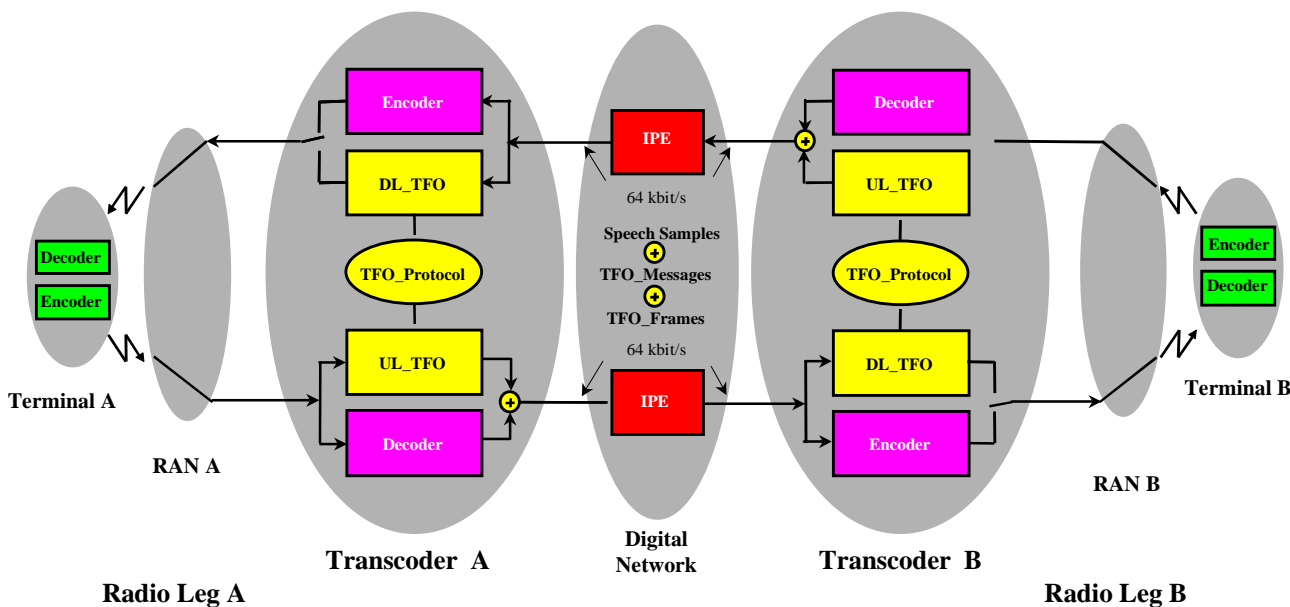 Encoder
DL_TFO
TFO_Protocol
UL_TFO
Decoder
IPE
64 kbit/s
Speech Samples
+
TFO_Messages
+
TFO_Frames
64 kbit/s
IPE
Decoder
+
UL_TFO
TFO_Protocol
DL_TFO
Encoder
Decoder
Encoder
Terminal A
+
Encoder
Decoder
Terminal B
RAN A
RAN B
Transcoder A
Digital
Network
Transcoder B
Radio Leg A
Radio Leg B